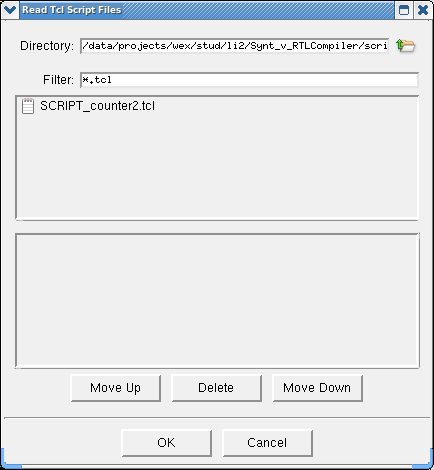 Read Tcl Script Files
Directory: /data/projects/wex/stud/li2/Synt_v_RTLCompiler/scri
Filter: *.tcl
SCRIPT_counter2.tcl
Move Up Delete Move Down
OK Cancel